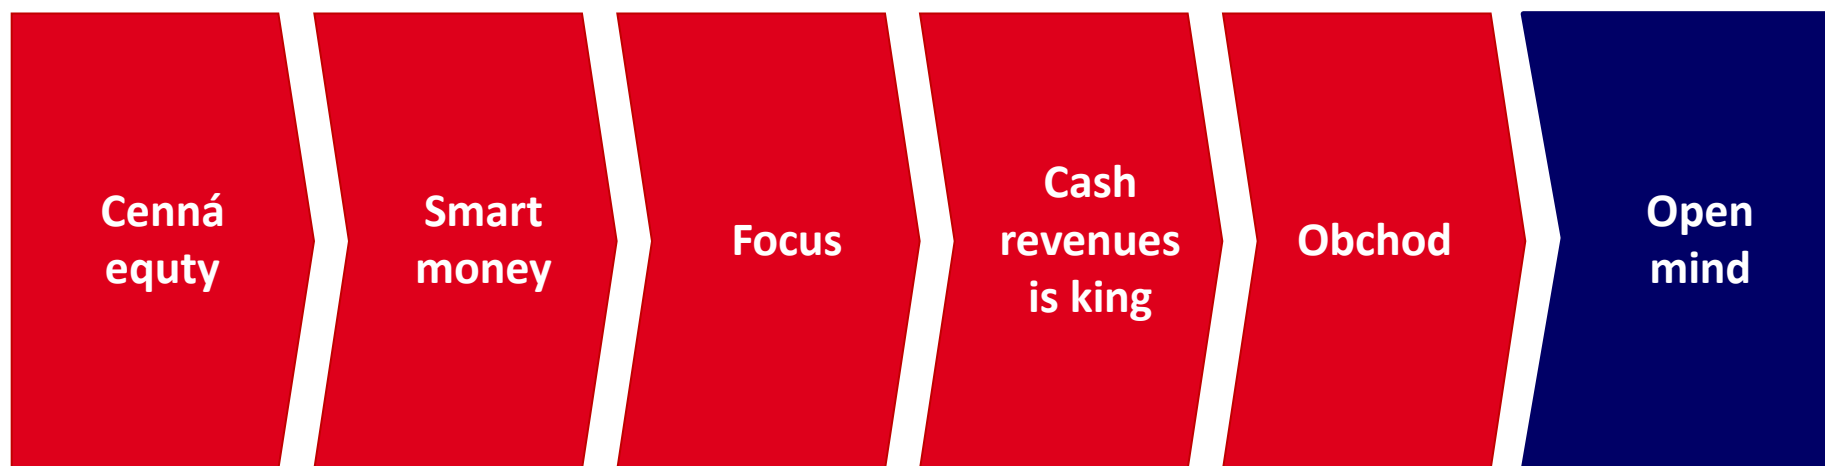 Cenná
equty
Smart
money
Focus
Cash
revenues
is king
Obchod
Open
mind